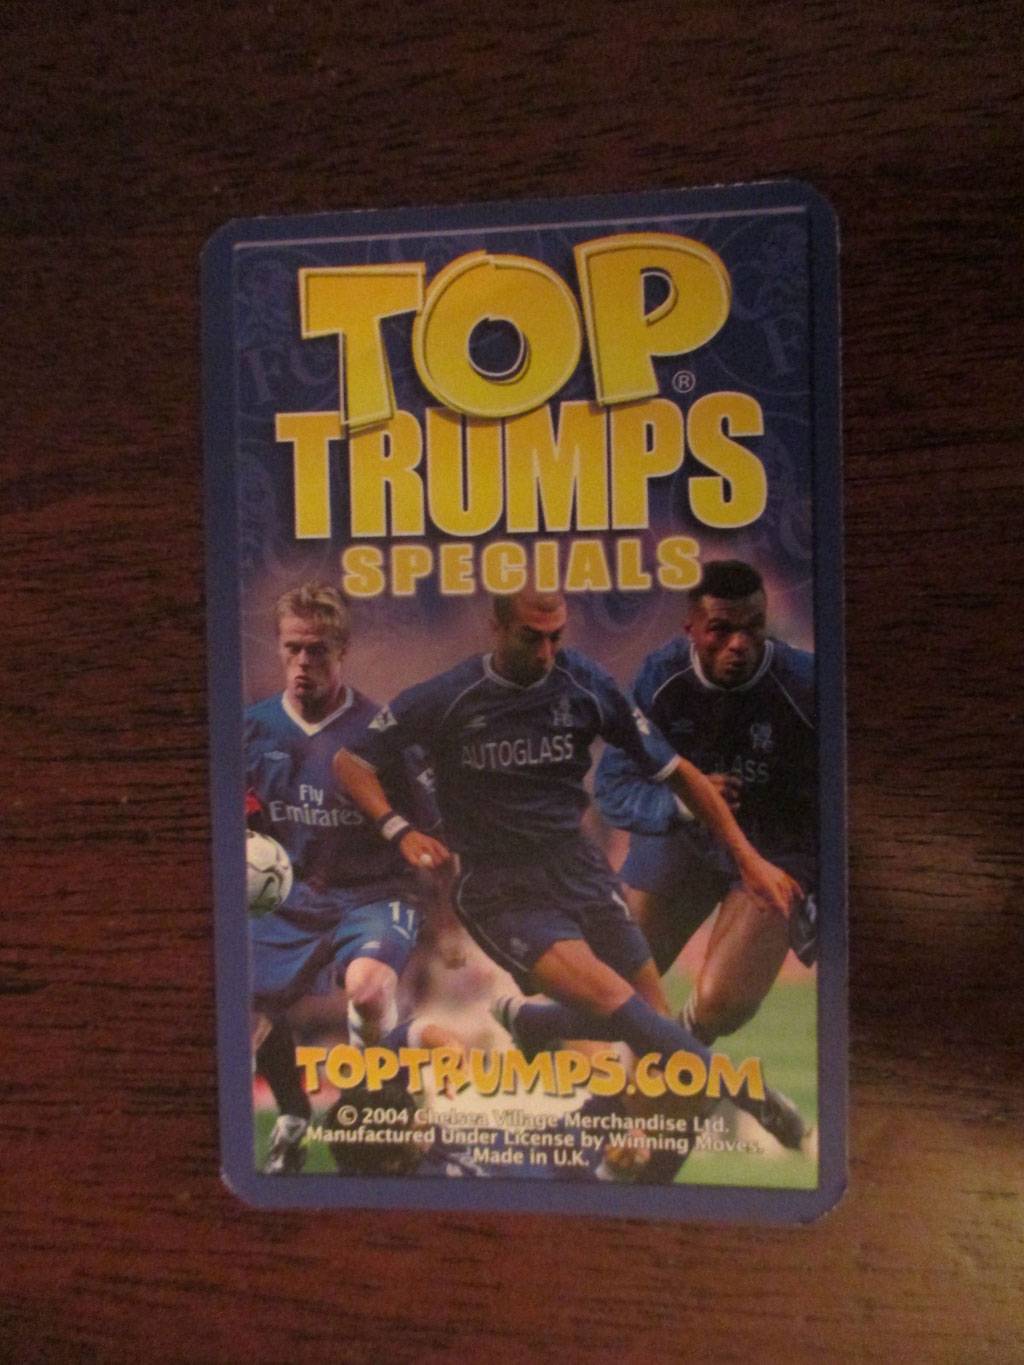 TOP
®
TRUMPS
SPECIALS
AUTOGLASS
Fly
Emirates
11
TOPTRUMPS.COM
© 2004 Chelsea Village Merchandise Ltd.
Manufactured Under License by Winning Moves.
Made in U.K.